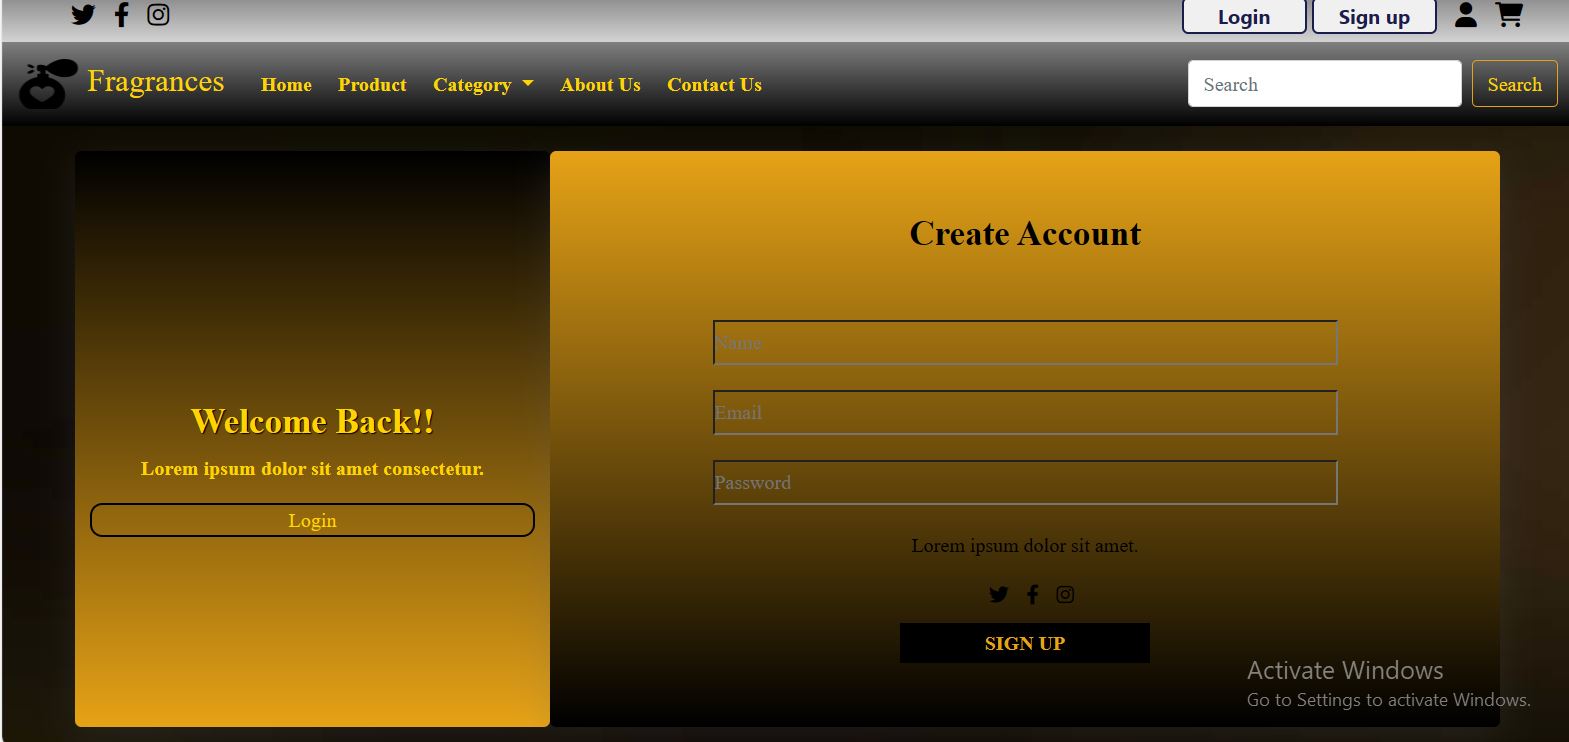 Login Sign up
Fragrances Home Product Category About Us Contact Us Search Search
Welcome Back!!
Lorem ipsum dolor sit amet consectetur.
Login
Create Account
Name
Email
Password
Lorem ipsum dolor sit amet.
SIGN UP
Activate Windows
Go to Settings to activate Windows.